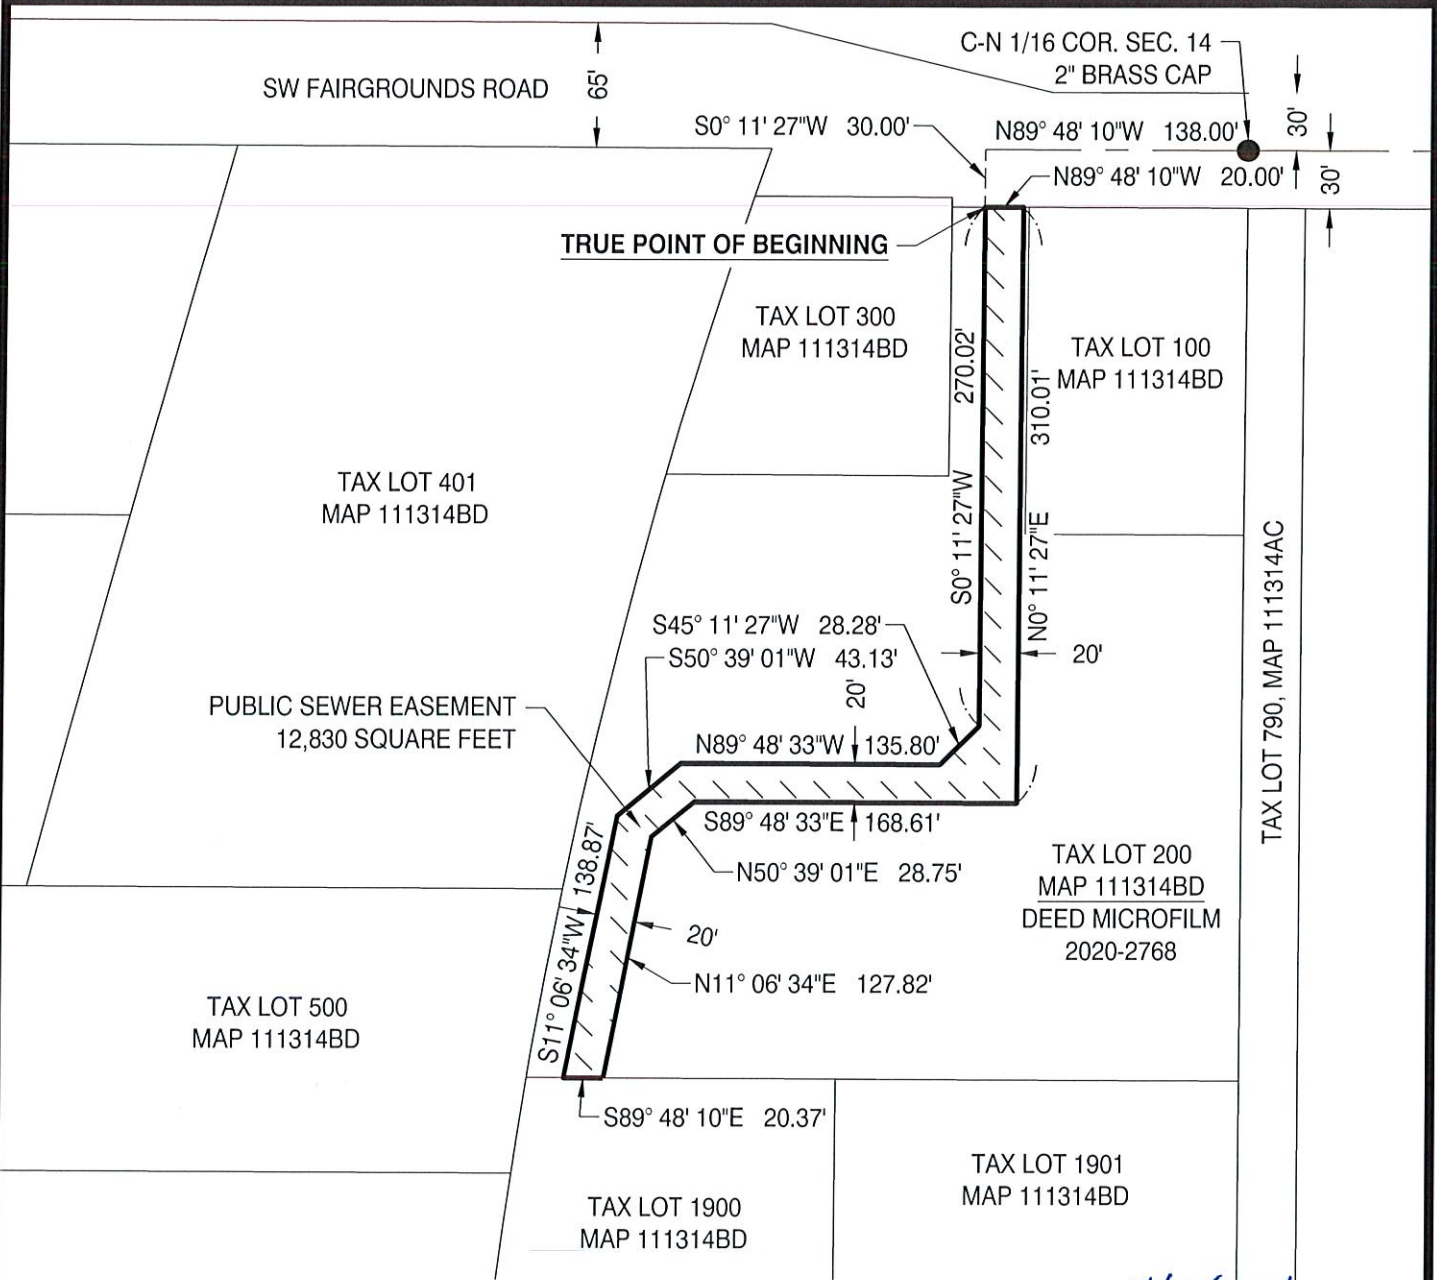 C-N 1/16 COR. SEC. 14
2" BRASS CAP
SW FAIRGROUNDS ROAD
65'
30'
S0° 11' 27"W 30.00'
N89° 48' 10"W 138.00'
N89° 48' 10"W 20.00'
30'
TRUE POINT OF BEGINNING
TAX LOT 300
MAP 111314BD
270.02'
S0° 11' 27"W
310.01'
N0° 11' 27"E
TAX LOT 100
MAP 111314BD
TAX LOT 401
MAP 111314BD
TAX LOT 790, MAP 111314AC
S45° 11' 27"W 28.28'
S50° 39' 01"W 43.13'
20'
20'
PUBLIC SEWER EASEMENT
12,830 SQUARE FEET
N89° 48' 33"W 135.80'
S89° 48' 33"E 168.61'
N50° 39' 01"E 28.75'
TAX LOT 200
MAP 111314BD
DEED MICROFILM
2020-2768
S11° 06' 34"W 138.87'
20'
N11° 06' 34"E 127.82'
TAX LOT 500
MAP 111314BD
S89° 48' 10"E 20.37'
TAX LOT 1900
MAP 111314BD
TAX LOT 1901
MAP 111314BD